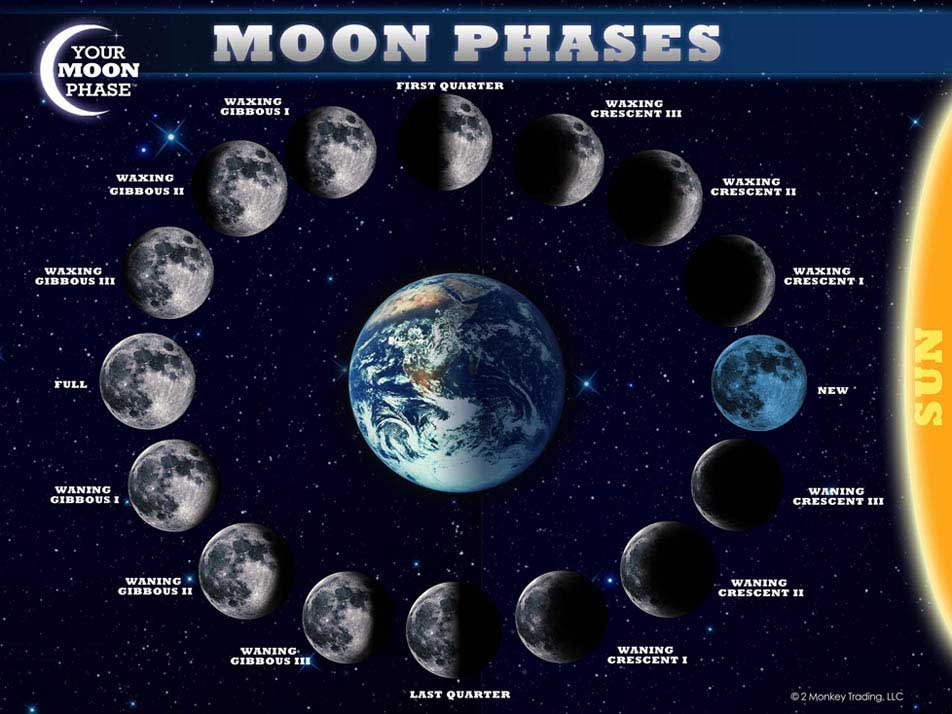 YOUR
MOON
PHASE™
MOON PHASES
FIRST QUARTER
WAXING
GIBBOUS I
WAXING
CRESCENT III
WAXING
GIBBOUS II
WAXING
CRESCENT II
WAXING
GIBBOUS III
WAXING
CRESCENT I
FULL
NEW
SUN
WANING
GIBBOUS I
WANING
CRESCENT III
WANING
GIBBOUS II
WANING
CRESCENT II
WANING
GIBBOUS III
WANING
CRESCENT I
LAST QUARTER
© 2 Monkey Trading, LLC